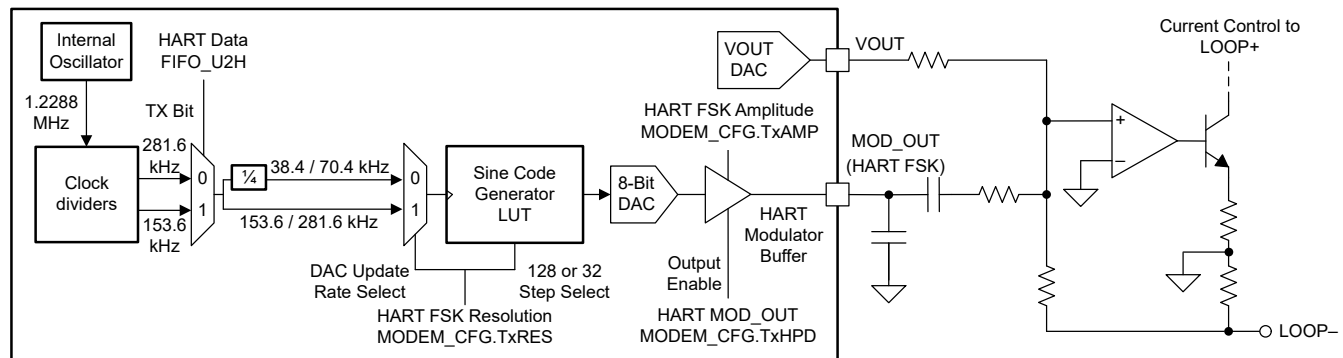 Internal
Oscillator
1.2288
MHz
HART Data
FIFO_U2H
TX Bit
281.6
kHz
153.6
kHz
Clock
dividers
0
1
¼
38.4 / 70.4 kHz
153.6 / 281.6 kHz
0
1
Sine Code
Generator
LUT
DAC Update
Rate Select
128 or 32
Step Select
HART FSK Resolution
MODEM_CFG.TxRES
8-Bit
DAC
VOUT
DAC
HART FSK Amplitude
MODEM_CFG.TxAMP
HART
Modulator
Buffer
Output
Enable
HART MOD_OUT
MODEM_CFG.TxHPD
VOUT
MOD_OUT
(HART FSK)
+
–
Current Control to
LOOP+
LOOP–